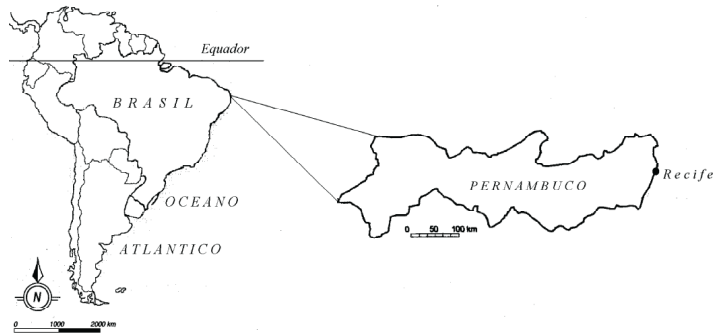 Equador
BRASIL
OCEANO
ATLANTICO
N
0 1000 2000 km
PERNAMBUCO
Recife
0 50 100 km